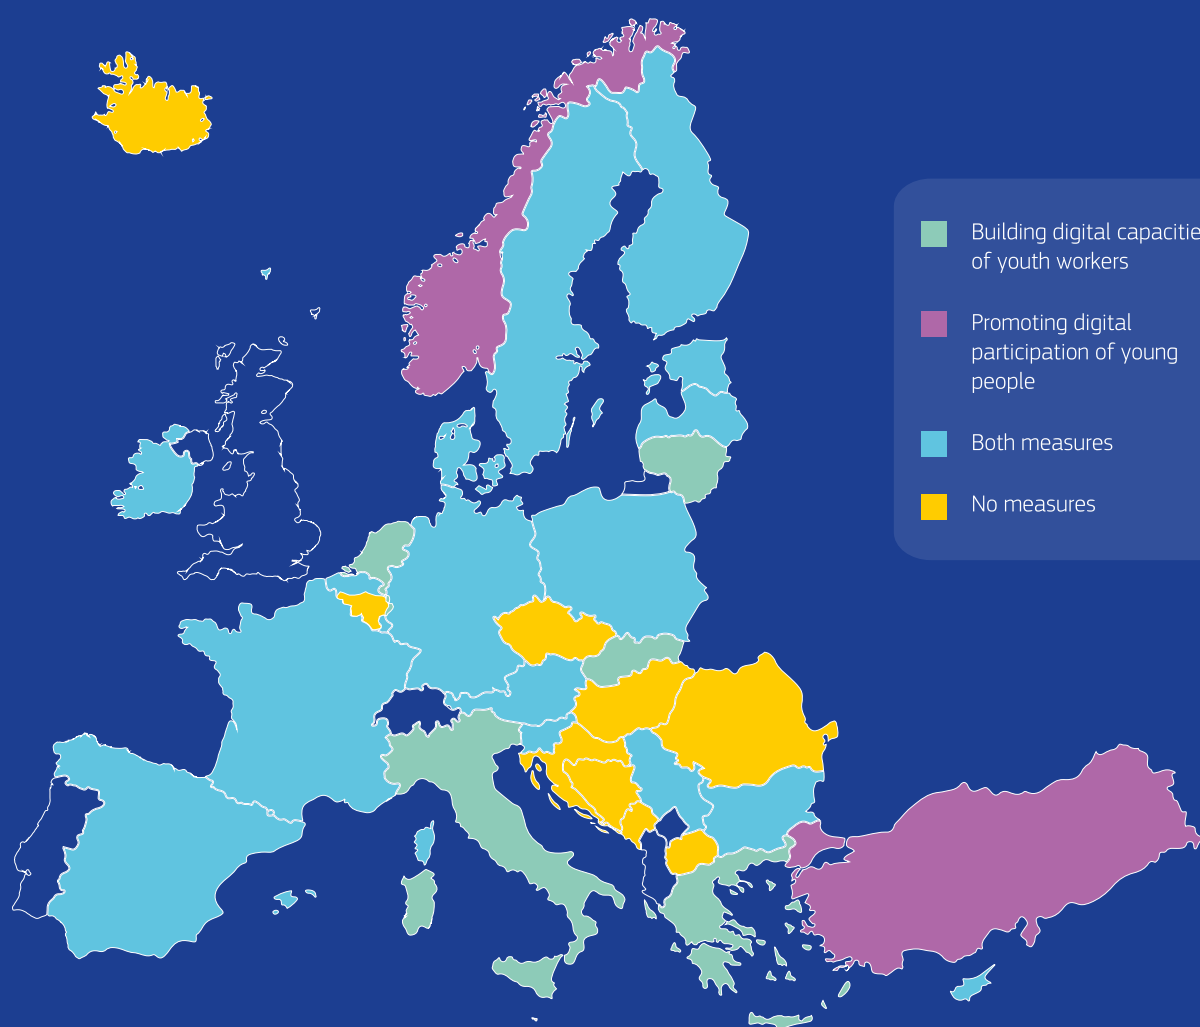 Building digital capacitie
of youth workers
Promoting digital
participation of young
people
Both measures
No measures